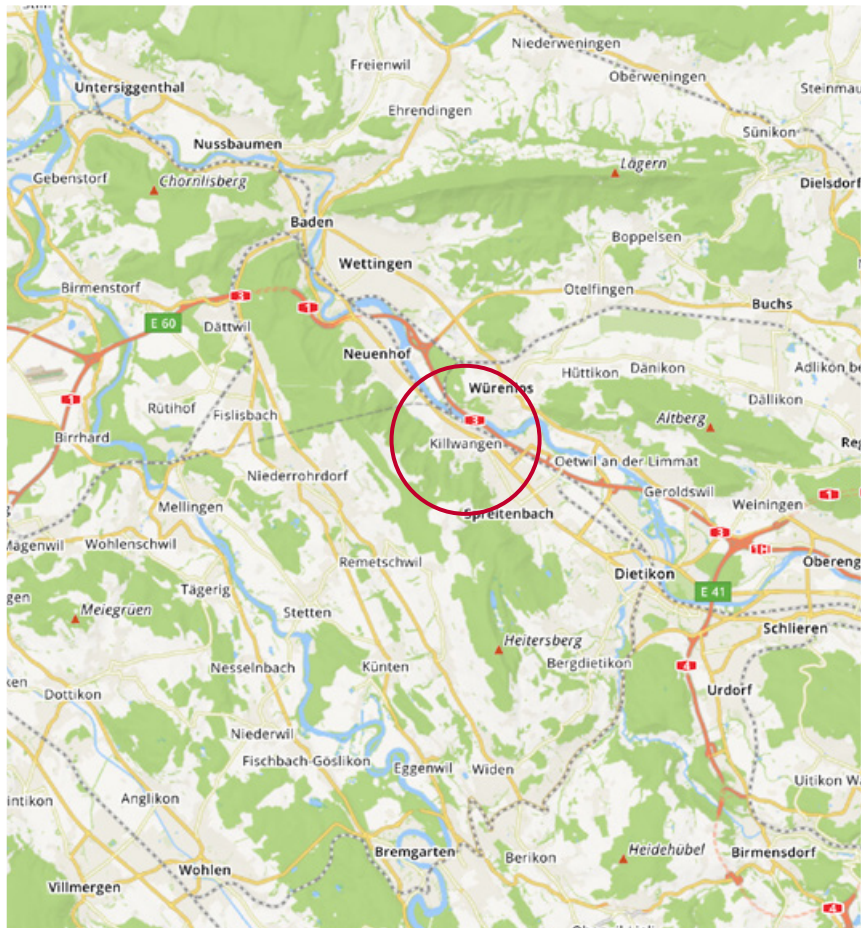 Niederweningen
Freienwil
Oberweningen
Untersiggenthal
Ehrendingen
Sünikon
Nussbaumen
Lägern
Gebenstorf
Chörnlisberg
Dielsdorf
Baden
Boppelsen
Wettingen
Birmenstorf
Otelfingen
3
1
Buchs
E 60
Dättwil
Neuenhof
Hüttikon
Dänikon
Würenlos
1
Dällikon
Rütihof
Fislisbach
Altberg
3
Birrhard
Killwangen
Oetwil an der Limmat
Niederrohrdorf
Geroldswil
1
Mellingen
Weiningen
Spreitenbach
3
Wohlenschwil
1H
Remetschwil
Dietikon
Tägerig
E 41
Meiegrüen
Stetten
Schlieren
Heitersberg
Nesselnbach
Künten
Bergdietikon
4
Dottikon
Urdorf
Niederwil
Fischbach-Göslikon
Eggenwil
Widen
Anglikon
Bremgarten
Berikon
Heidehübel
Birmensdorf
Wohlen
Villmergen
4